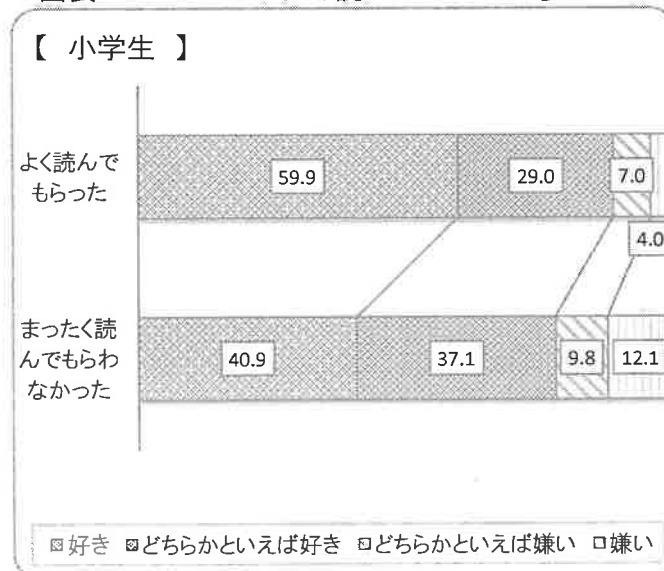 【 小学生 】
よく読んで
もらった
59.9
29.0
7.0
4.0
まったく読
んでもらわ
なかった
40.9
37.1
9.8
12.1
好き どちらかといえば好き どちらかといえば嫌い 嫌い